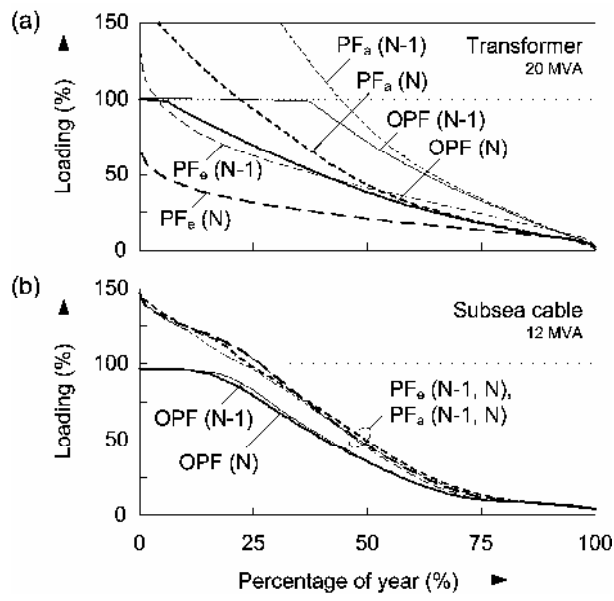 (a)
150
100
50
0
Loading (%)
Transformer
20 MVA
PFa (N-1)
PFa (N)
OPF (N-1)
OPF (N)
PFe (N-1)
PFe (N)
(b)
150
100
50
0
Loading (%)
Subsea cable
12 MVA
PFe (N-1, N),
PFa (N-1, N)
OPF (N-1)
OPF (N)
0
25
50
75
100
Percentage of year (%)